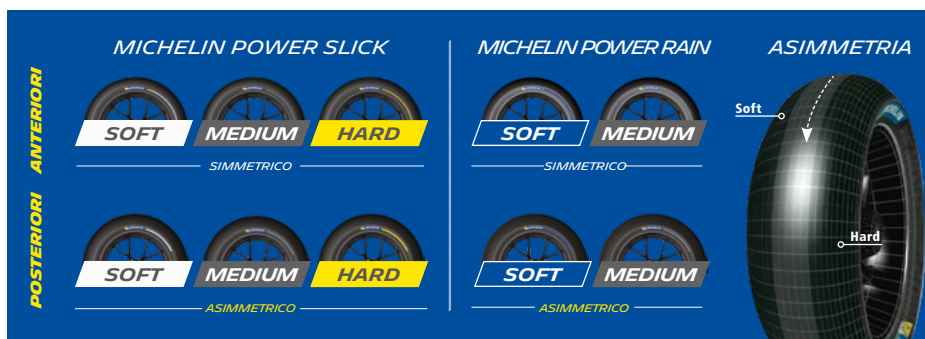 MICHELIN POWER SLICK
MICHELIN POWER RAIN
ASIMMETRIA
ANTERIORI
SOFT
MEDIUM
HARD
SIMMETRICO
SOFT
MEDIUM
SIMMETRICO
POSTERIORI
SOFT
MEDIUM
HARD
ASIMMETRICO
SOFT
MEDIUM
ASIMMETRICO
Soft
Hard